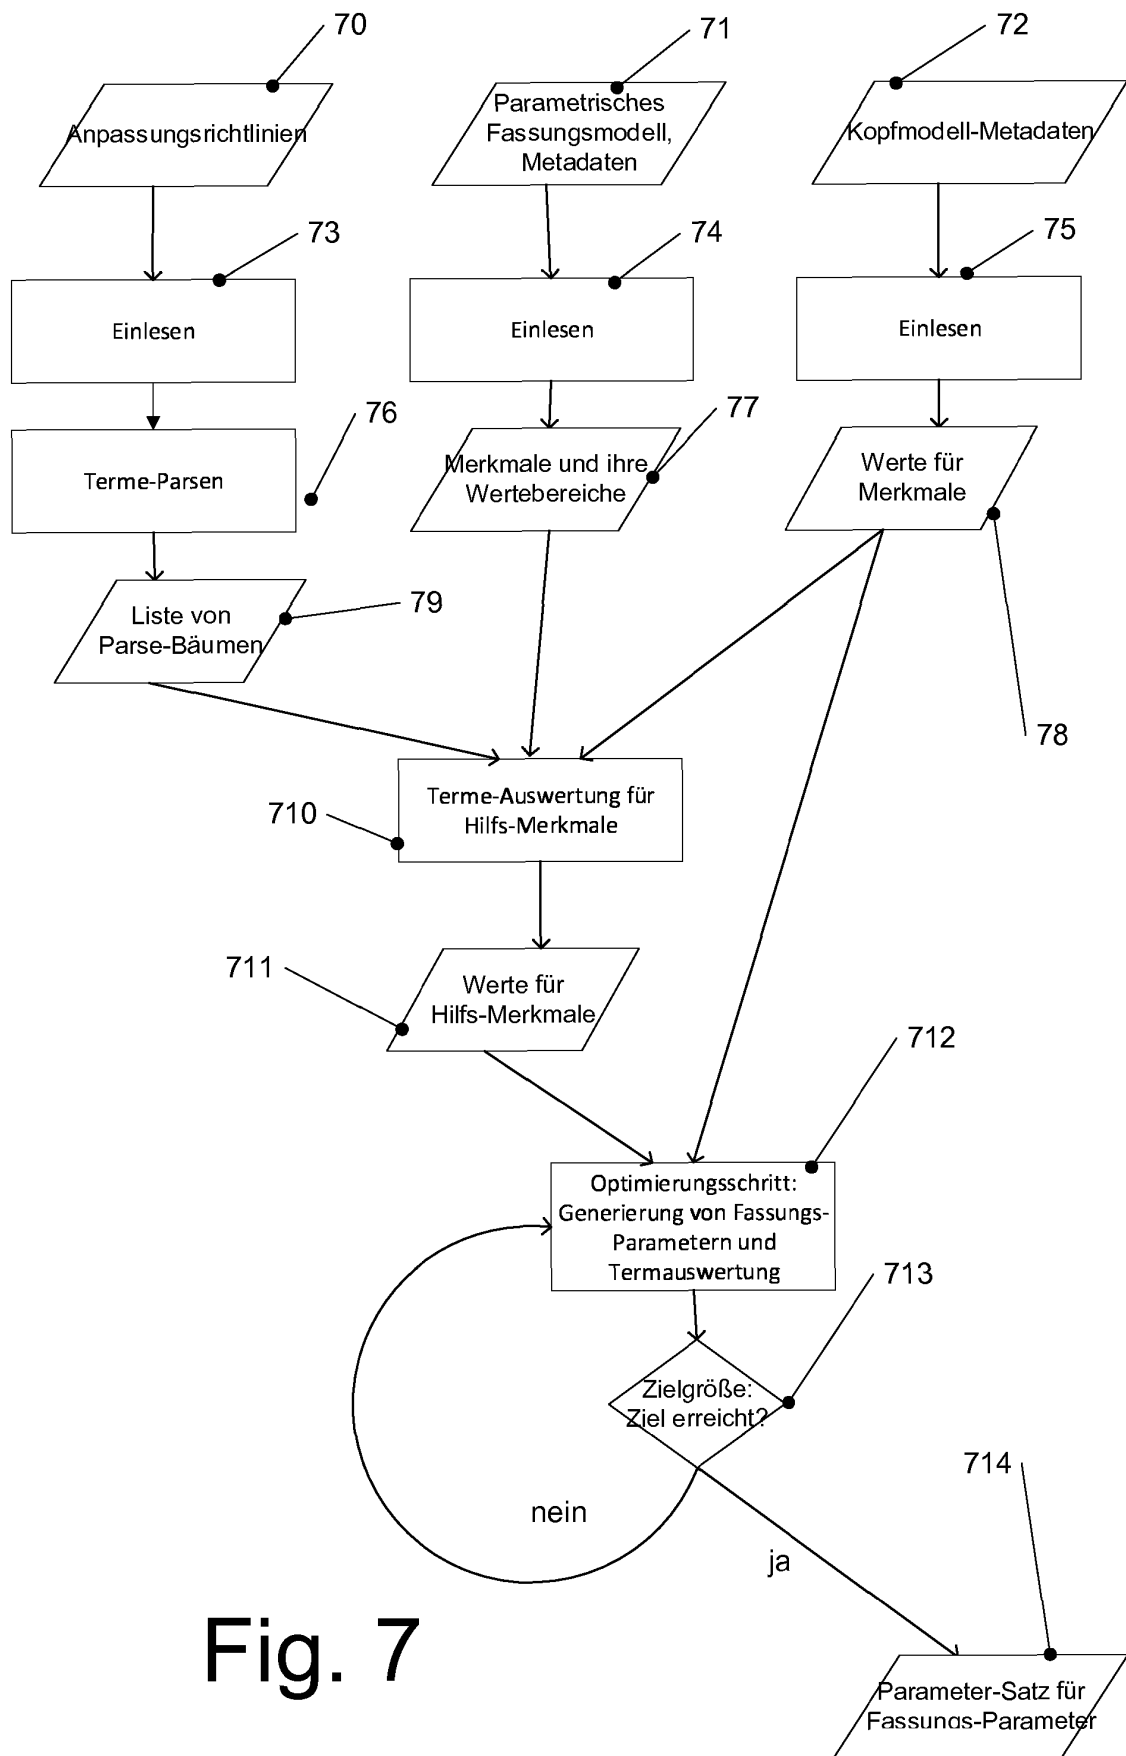 70
71
72
Anpassungsrichtlinien
Parametrisches
Fassungsmodell,
Metadaten
Kopfmodell-Metadaten
73
74
75
Einlesen
Einlesen
Einlesen
76
77
Terme-Parsen
Merkmale und ihre
Wertebereiche
Werte für
Merkmale
79
Liste von
Parse-Bäumen
78
710
Terme-Auswertung für
Hilfs-Merkmale
711
Werte für
Hilfs-Merkmale
712
Optimierungsschritt:
Generierung von Fassungs-
Parametern und
Termauswertung
713
Zielgröße:
Ziel erreicht?
714
nein
ja
Fig. 7
Parameter-Satz für
Fassungs-Parameter